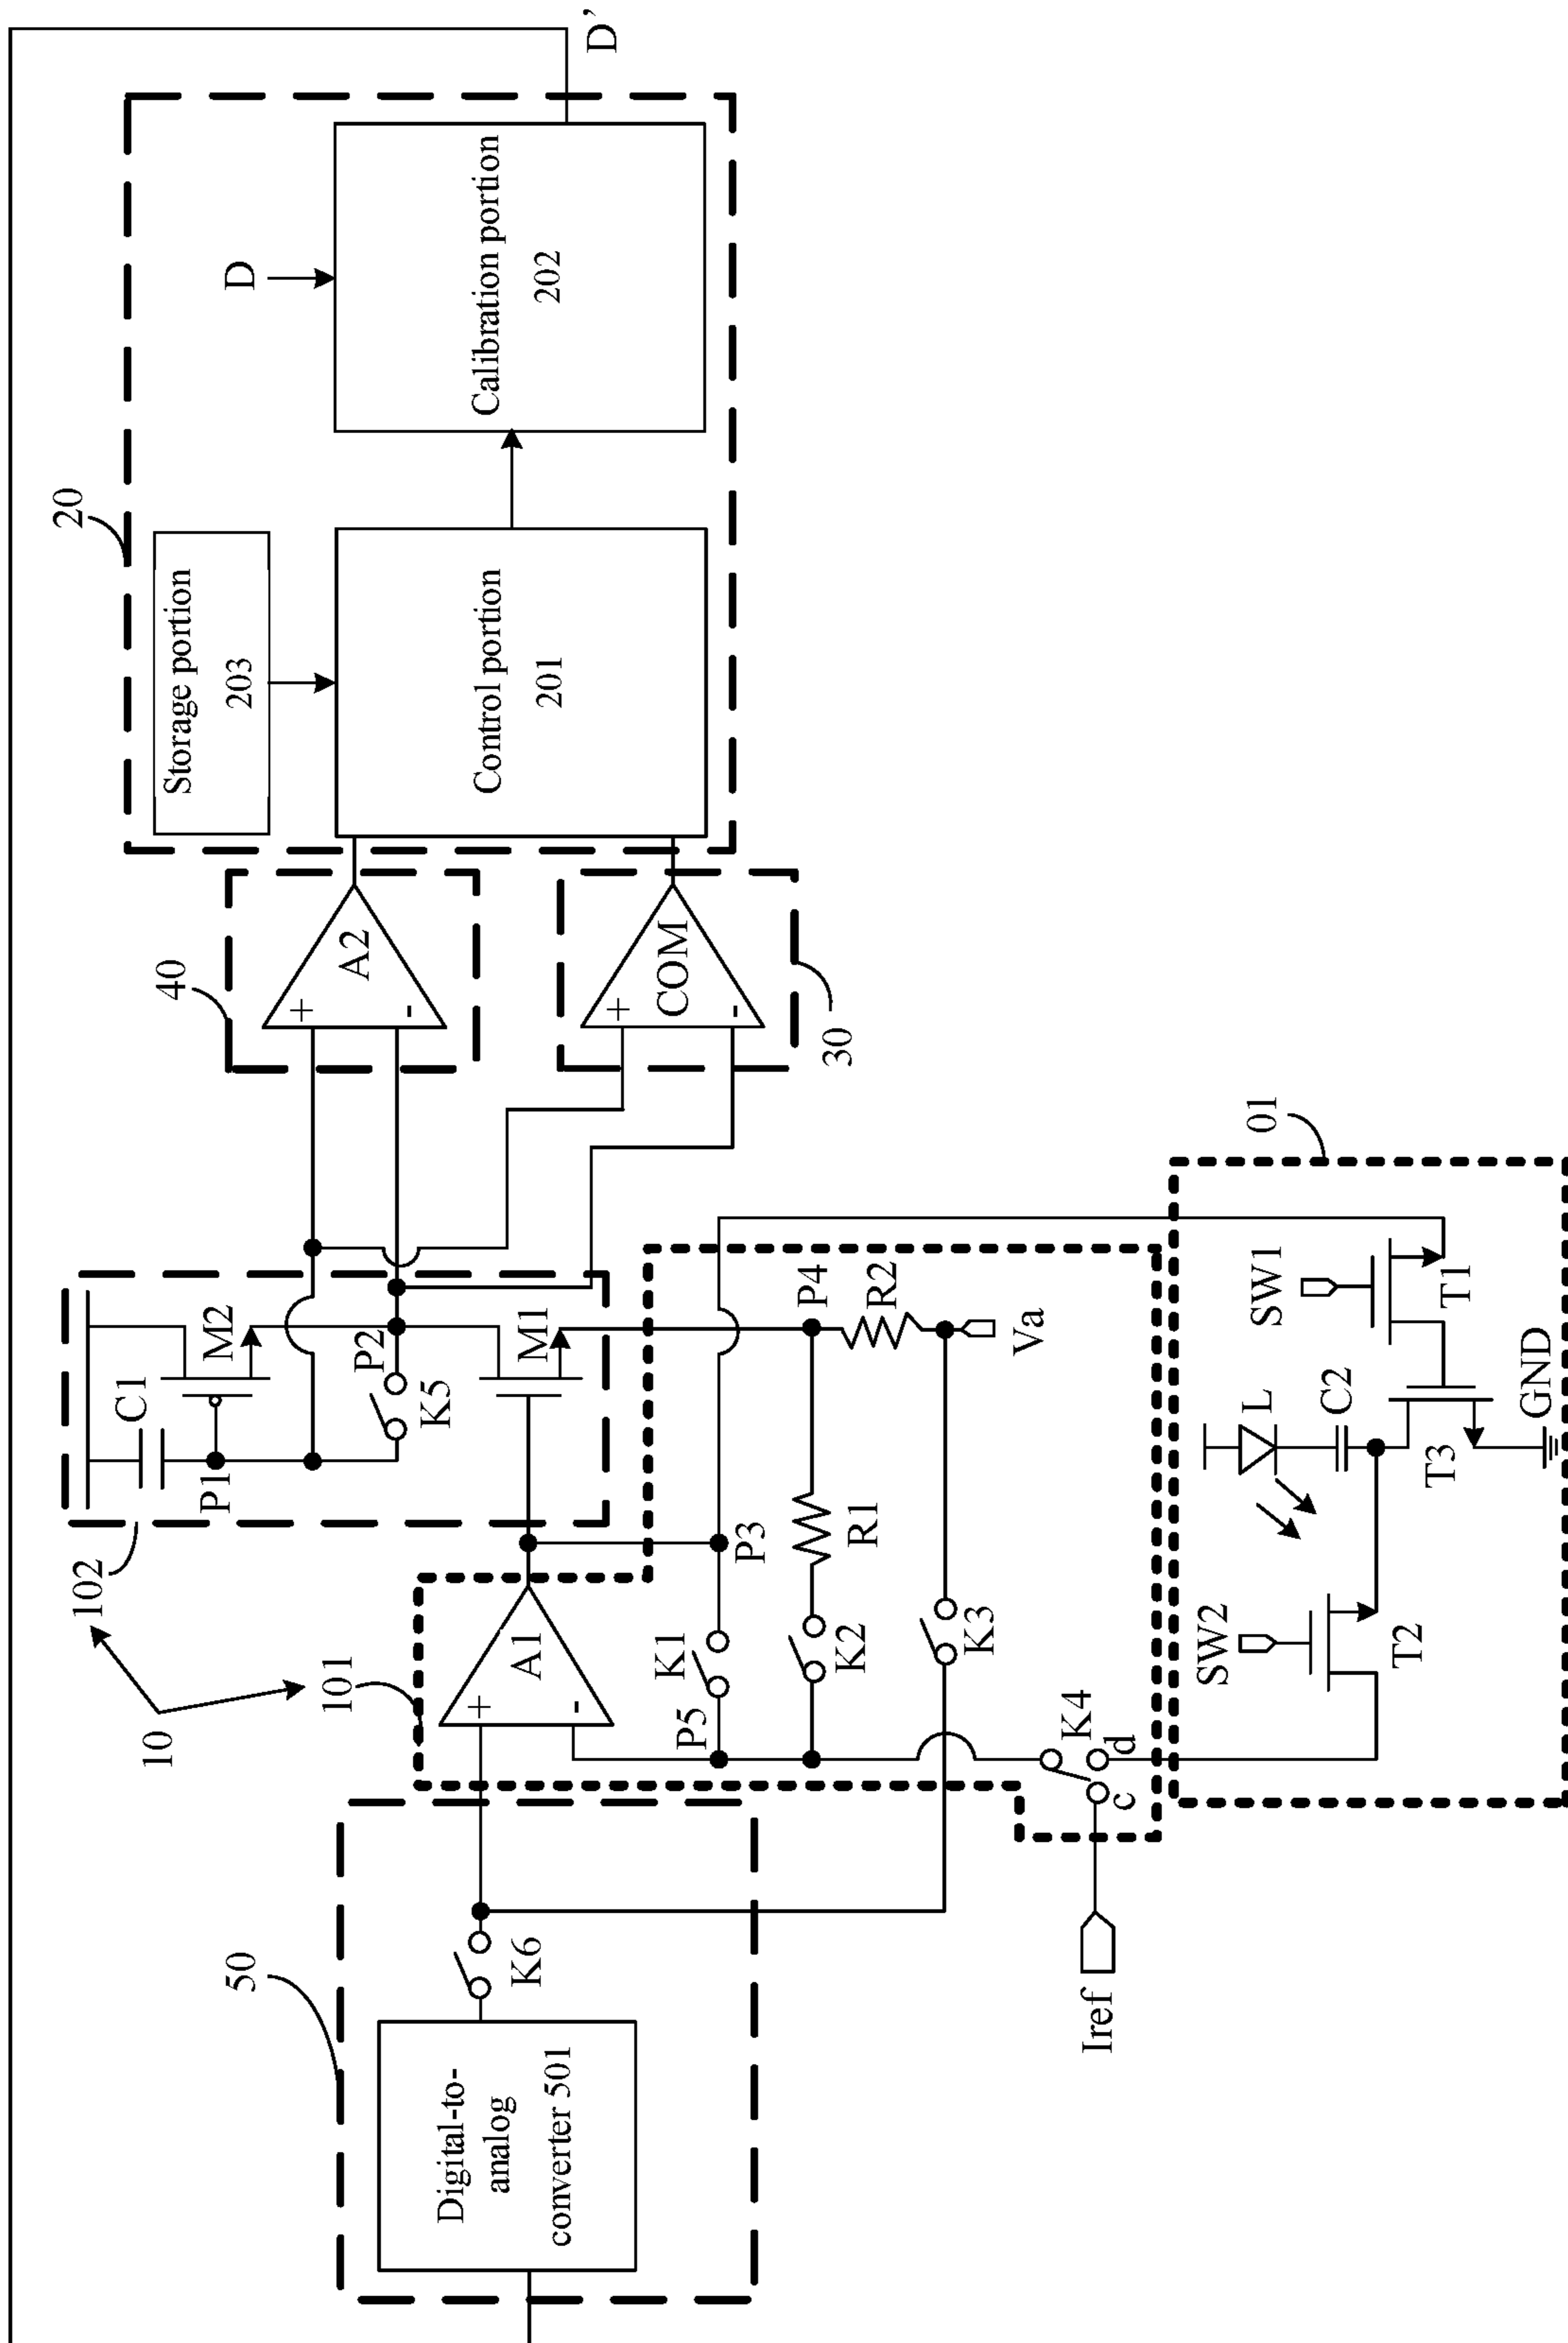 D'
20
Storage portion
203
D
Control portion
201
Calibration portion
202
40
+
A2
-
+
COM
-
30
10
102
C1
M2
P1
P2
K5
M1
101
+
A1
-
P3
P5
K1
R1
K2
P4
R2
Va
K3
K4
c
d
50
K6
Digital-to-
analog
converter 501
Iref
01
SW1
T1
L
C2
T3
GND
SW2
T2